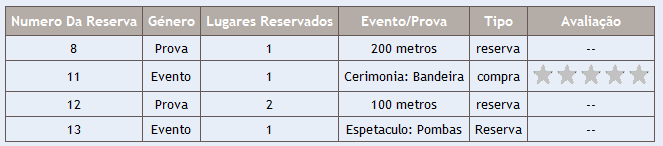 Numero Da Reserva Género Lugares Reservados Evento/Prova Tipo Avaliação
8 Prova 1 200 metros reserva --
11 Evento 1 Cerimonia: Bandeira compra
12 Prova 2 100 metros reserva --
13 Evento 1 Espetaculo: Pombas Reserva --